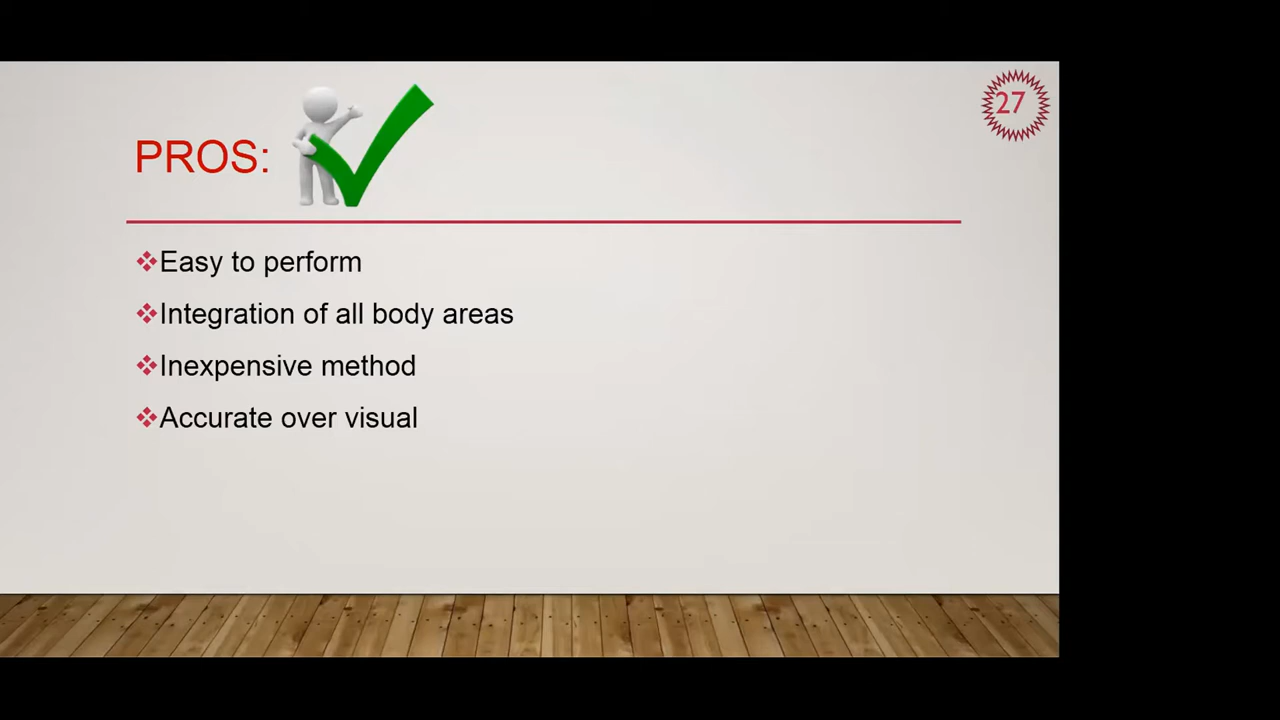 27
PROS:
Easy to perform
Integration of all body areas
Inexpensive method
Accurate over visual